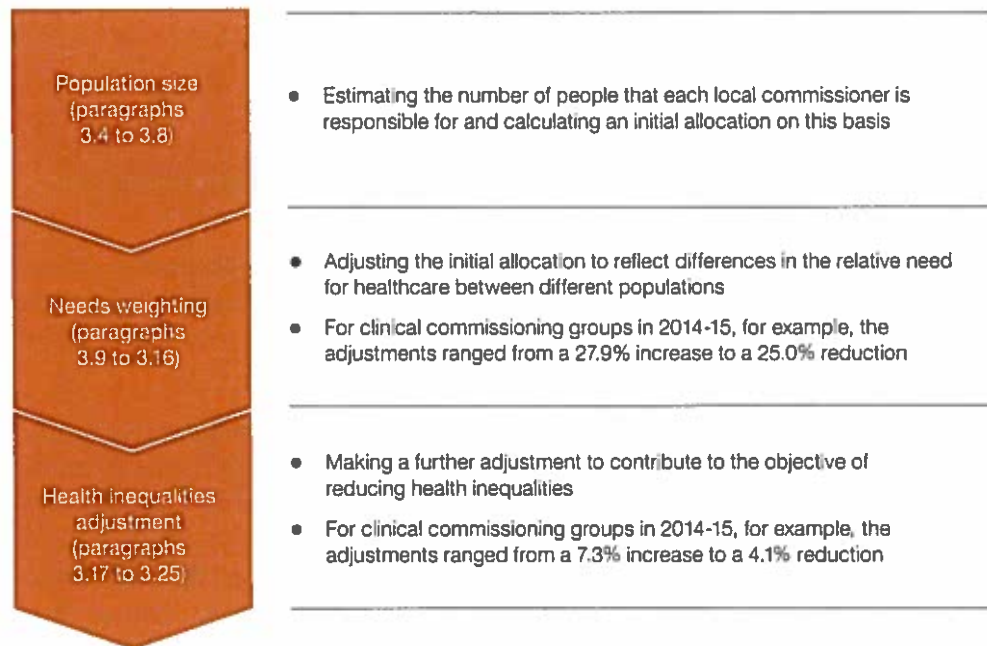 Population size
(paragraphs
3.4 to 3.8)
● Estimating the number of people that each local commissioner is
responsible for and calculating an initial allocation on this basis
Needs weighting
(paragraphs
3.9 to 3.16)
● Adjusting the initial allocation to reflect differences in the relative need
for healthcare between different populations
● For clinical commissioning groups in 2014-15, for example, the
adjustments ranged from a 27.9% increase to a 25.0% reduction
Health inequalities
adjustment
(paragraphs
3.17 to 3.25)
● Making a further adjustment to contribute to the objective of
reducing health inequalities
● For clinical commissioning groups in 2014-15, for example, the
adjustments ranged from a 7.3% increase to a 4.1% reduction